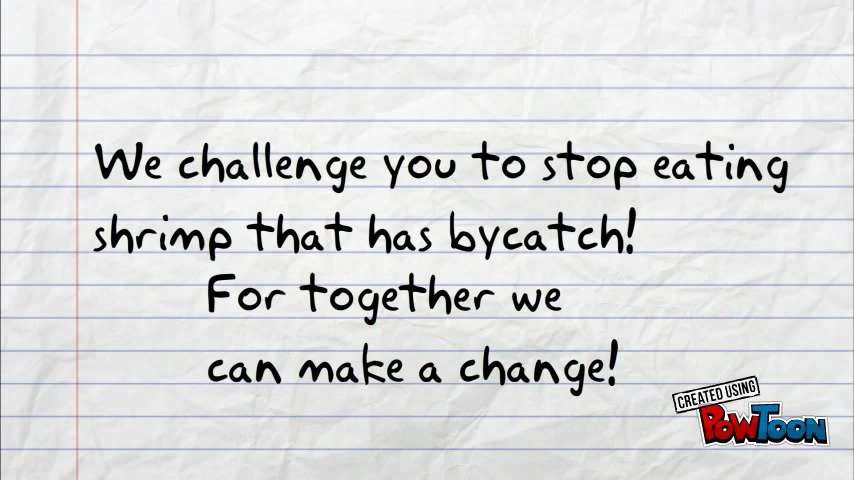 We challenge you to stop eating
shrimp that has bycatch!
For together we
can make a change!
CREATED USING
POWTOON